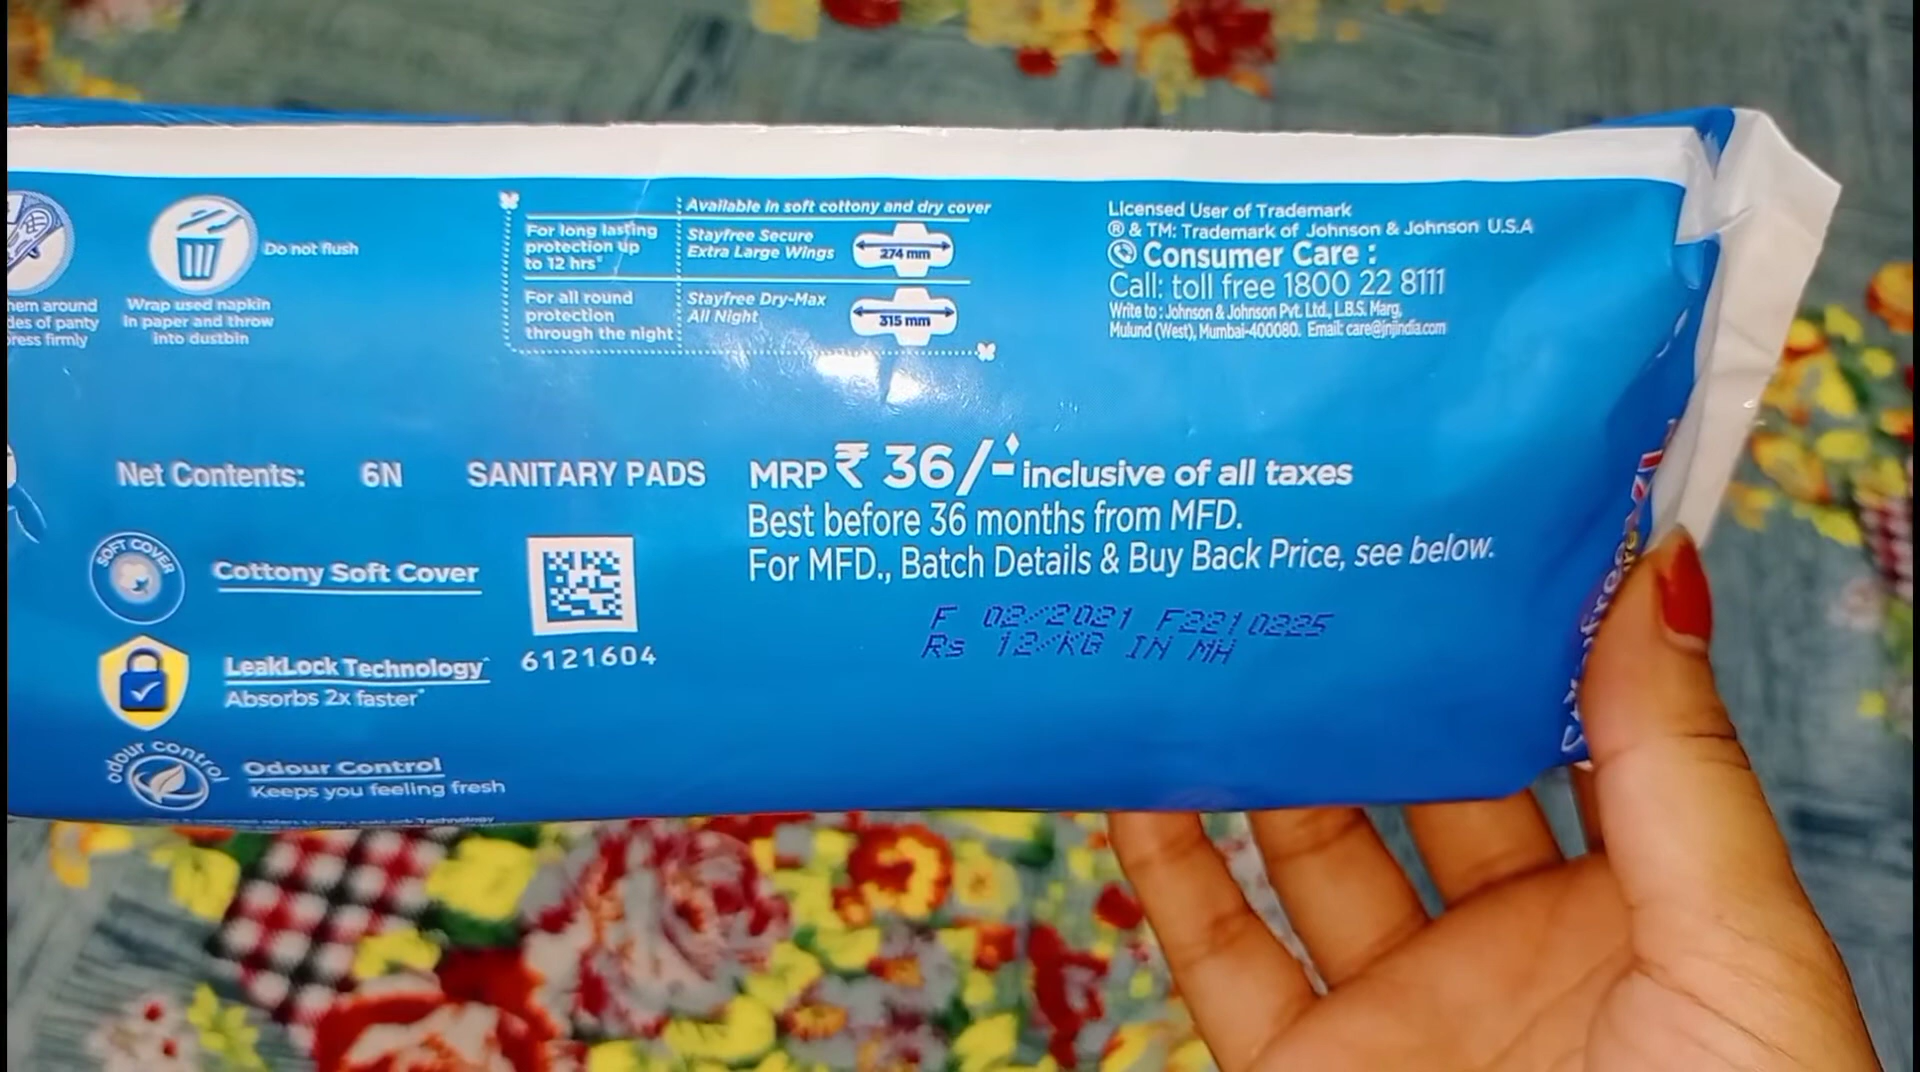 hem around
des of panty
press firmly
Do not flush
Wrap used napkin
in paper and throw
into dustbin
Available in soft cottony and dry cover
For long lasting
protection up
to 12 hrs*
Stayfree Secure
Extra Large Wings
274 mm
For all round
protection
through the night
Stayfree Dry-Max
All Night
315 mm
Licensed User of Trademark
® & TM: Trademark of Johnson & Johnson U.S.A
Consumer Care :
Call: toll free 1800 22 8111
Write to : Johnson & Johnson Pvt. Ltd., L.B.S. Marg,
Mulund (West), Mumbai-400080. Email: care@jnjindia.com
Net Contents: 6N SANITARY PADS
MRP ₹ 36/- inclusive of all taxes
Best before 36 months from MFD.
For MFD., Batch Details & Buy Back Price, see below.
F 02/2021 F2210225
Rs 12/KG IN MH
SOFT COVER
Cottony Soft Cover
6121604
LeakLock Technology^
Absorbs 2x faster*
odour control
Odour Control
Keeps you feeling fresh
Stayfree